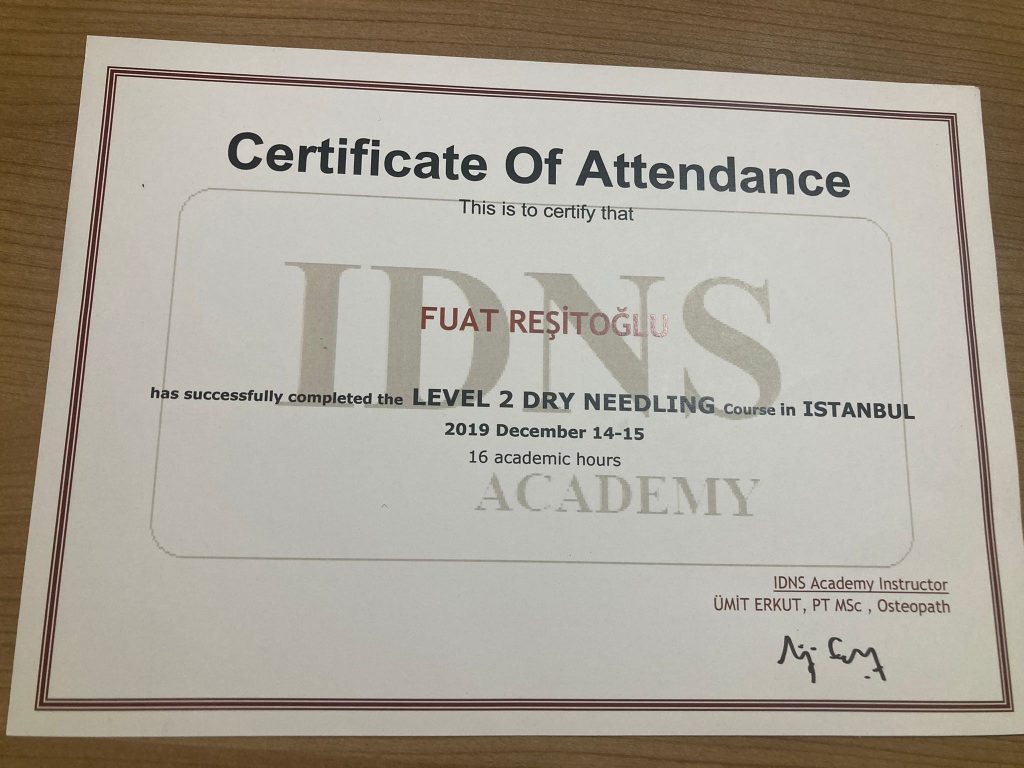 Certificate Of Attendance
This is to certify that
IDNS
FUAT REŞİTOĞLU
has successfully completed the LEVEL 2 DRY NEEDLING Course in ISTANBUL
2019 December 14-15
16 academic hours
ACADEMY
IDNS Academy Instructor
ÜMİT ERKUT, PT MSc , Osteopath